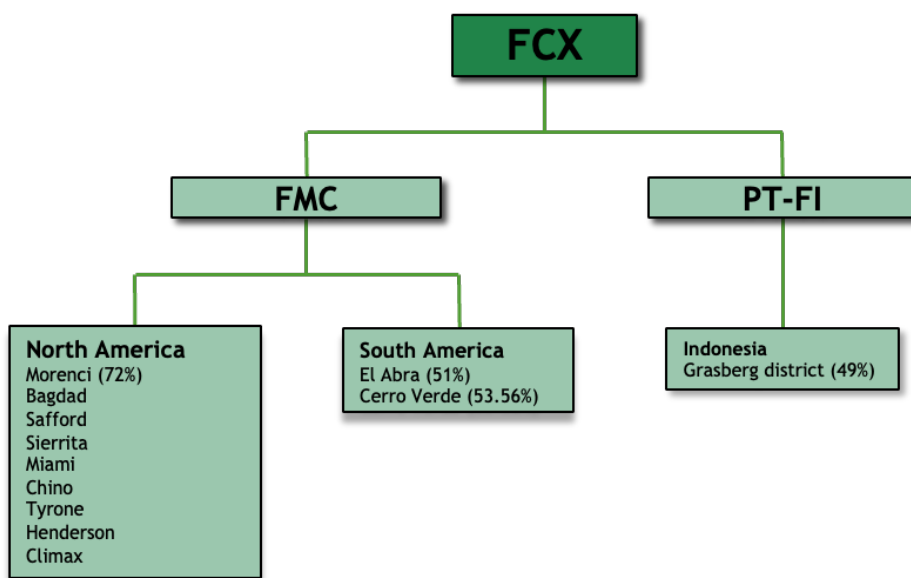 FCX
FMC
PT-FI
North America
Morenci (72%)
Bagdad
Safford
Sierrita
Miami
Chino
Tyrone
Henderson
Climax
South America
El Abra (51%)
Cerro Verde (53.56%)
Indonesia
Grasberg district (49%)